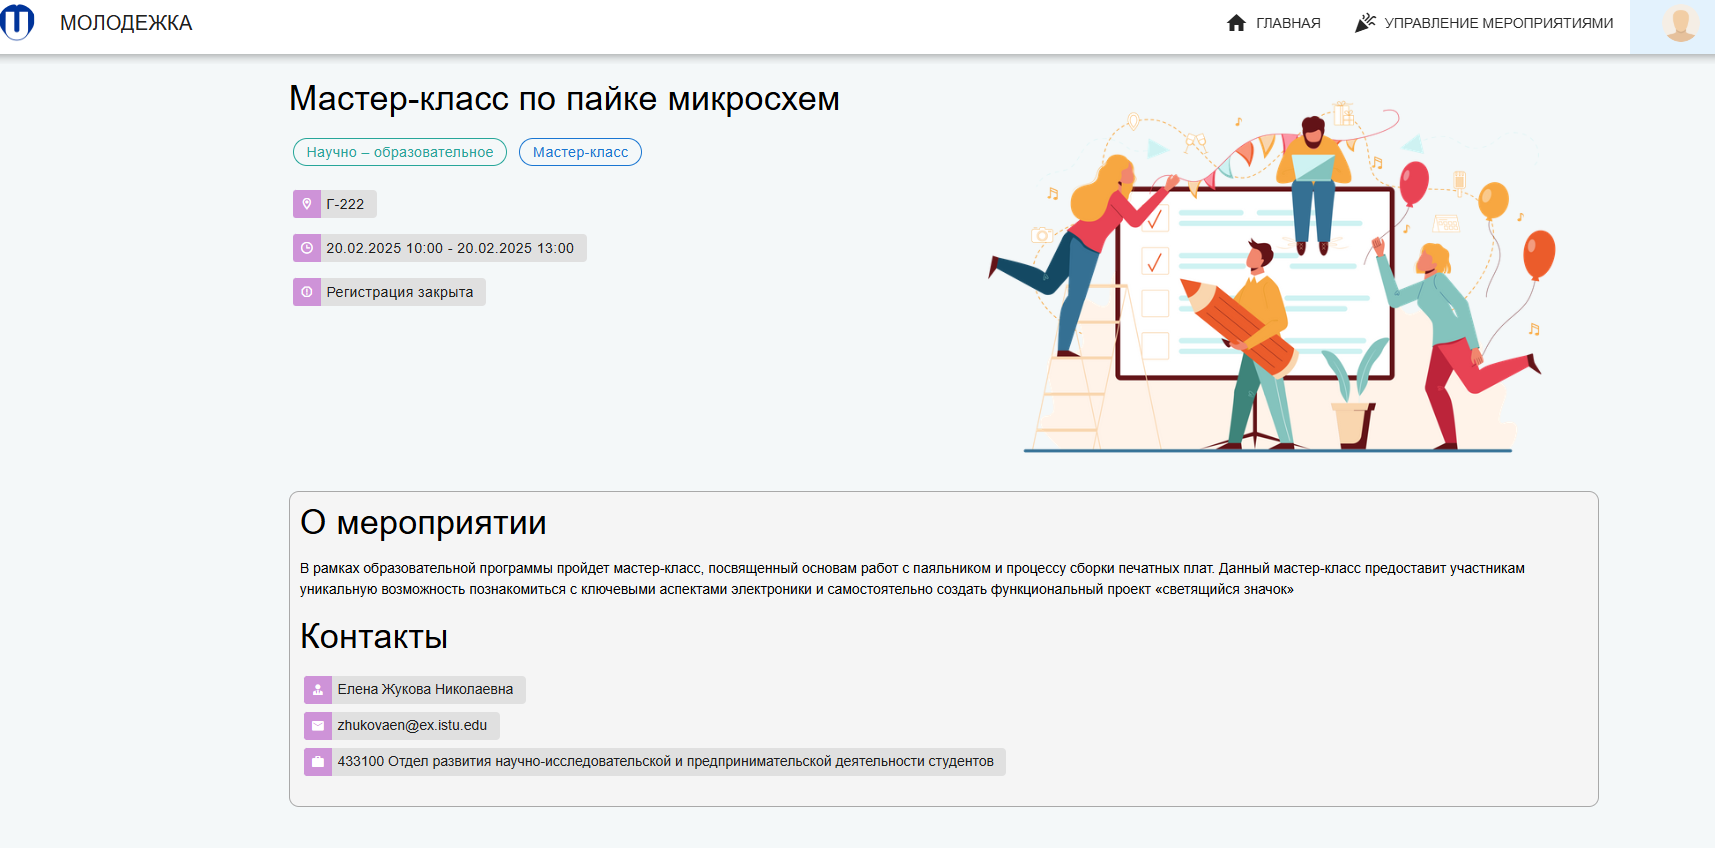 МОЛОДЕЖКА
ГЛАВНАЯ
УПРАВЛЕНИЕ МЕРОПРИЯТИЯМИ
Мастер-класс по пайке микросхем
Научно – образовательное
Мастер-класс
Г-222
20.02.2025 10:00 - 20.02.2025 13:00
Регистрация закрыта
О мероприятии
В рамках образовательной программы пройдет мастер-класс, посвященный основам работ с паяльником и процессу сборки печатных плат. Данный мастер-класс предоставит участникам
уникальную возможность познакомиться с ключевыми аспектами электроники и самостоятельно создать функциональный проект «светящийся значок»
Контакты
Елена Жукова Николаевна
zhukovaen@ex.istu.edu
433100 Отдел развития научно-исследовательской и предпринимательской деятельности студентов